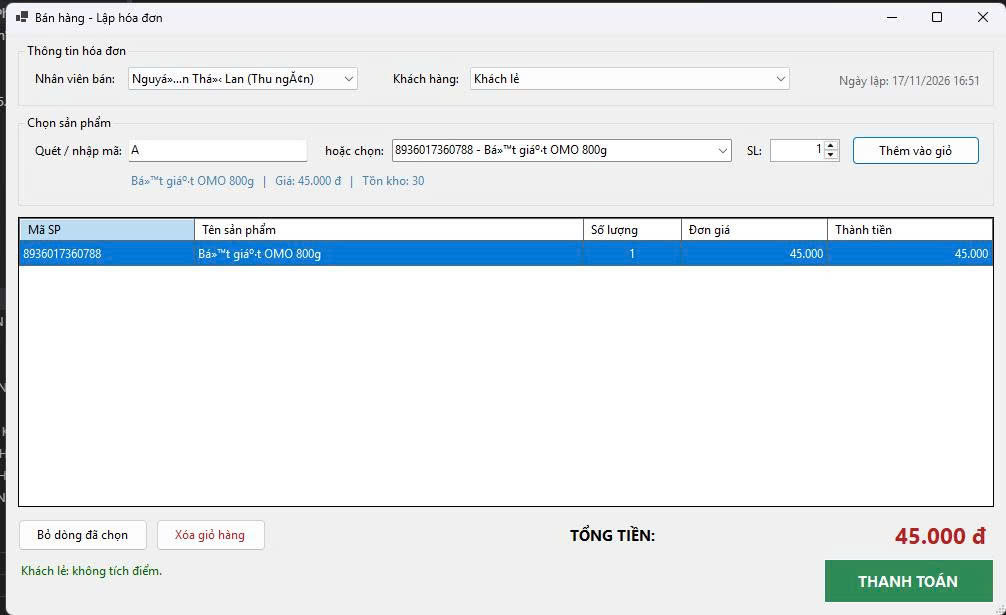 Bán hàng - Lập hóa đơn
Thông tin hóa đơn
Nhân viên bán: Nguyá»…n Thá»‹ Lan (Thu ngÃ¢n) Khách hàng: Khách lẻ Ngày lập: 17/11/2026 16:51
Chọn sản phẩm
Quét / nhập mã: A hoặc chọn: 8936017360788 - Bá»™t giáº·t OMO 800g SL: 1 Thêm vào giỏ
Bá»™t giáº·t OMO 800g | Giá: 45.000 đ | Tồn kho: 30
Mã SP Tên sản phẩm Số lượng Đơn giá Thành tiền
8936017360788 Bá»™t giáº·t OMO 800g 1 45.000 45.000
Bỏ dòng đã chọn Xóa giỏ hàng TỔNG TIỀN: 45.000 đ
Khách lẻ: không tích điểm.
THANH TOÁN